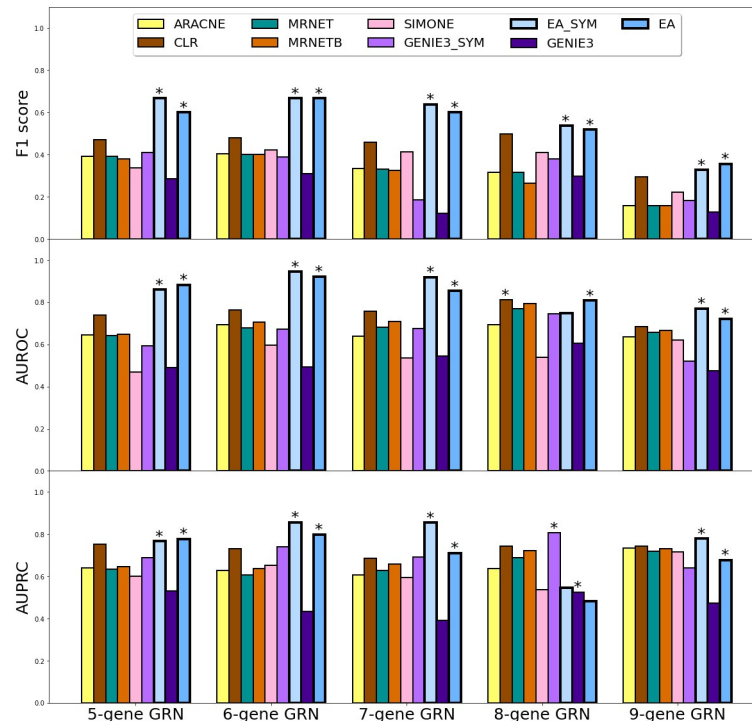 ARACNE MRNET SIMONE EA_SYM EA
CLR MRNETB GENIE3_SYM GENIE3
F1 score
1.0
0.8
0.6
0.4
0.2
0.0
* * * * * * * * * *
AUROC
1.0
0.8
0.6
0.4
0.2
0.0
* * * * * * * * * *
AUPRC
1.0
0.8
0.6
0.4
0.2
0.0
* * * * * * * * * *
5-gene GRN 6-gene GRN 7-gene GRN 8-gene GRN 9-gene GRN